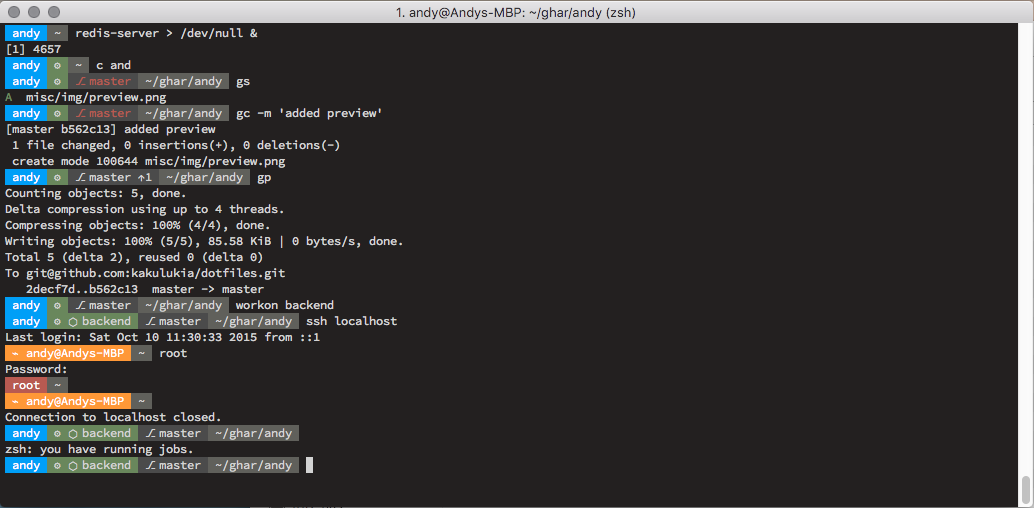 1. andy@Andys-MBP: ~/ghar/andy (zsh)
andy ~ redis-server > /dev/null &
[1] 4657
andy ⚙ ~ c and
andy ⚙ ⎇ master ~/ghar/andy gs
A misc/img/preview.png
andy ⚙ ⎇ master ~/ghar/andy gc -m 'added preview'
[master b562c13] added preview
1 file changed, 0 insertions(+), 0 deletions(-)
create mode 100644 misc/img/preview.png
andy ⚙ ⎇ master ↑1 ~/ghar/andy gp
Counting objects: 5, done.
Delta compression using up to 4 threads.
Compressing objects: 100% (4/4), done.
Writing objects: 100% (5/5), 85.58 KiB | 0 bytes/s, done.
Total 5 (delta 2), reused 0 (delta 0)
To git@github.com:kakulukia/dotfiles.git
2decf7d..b562c13 master -> master
andy ⚙ ⎇ master ~/ghar/andy workon backend
andy ⚙ ⬡ backend ⎇ master ~/ghar/andy ssh localhost
Last login: Sat Oct 10 11:30:33 2015 from ::1
⌁ andy@Andys-MBP ~ root
Password:
root ~
⌁ andy@Andys-MBP ~
Connection to localhost closed.
andy ⚙ ⬡ backend ⎇ master ~/ghar/andy
zsh: you have running jobs.
andy ⚙ ⬡ backend ⎇ master ~/ghar/andy